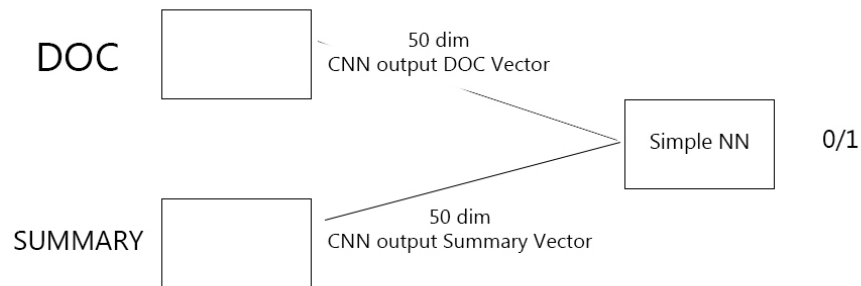 DOC
50 dim
CNN output DOC Vector
Simple NN
0/1
SUMMARY
50 dim
CNN output Summary Vector